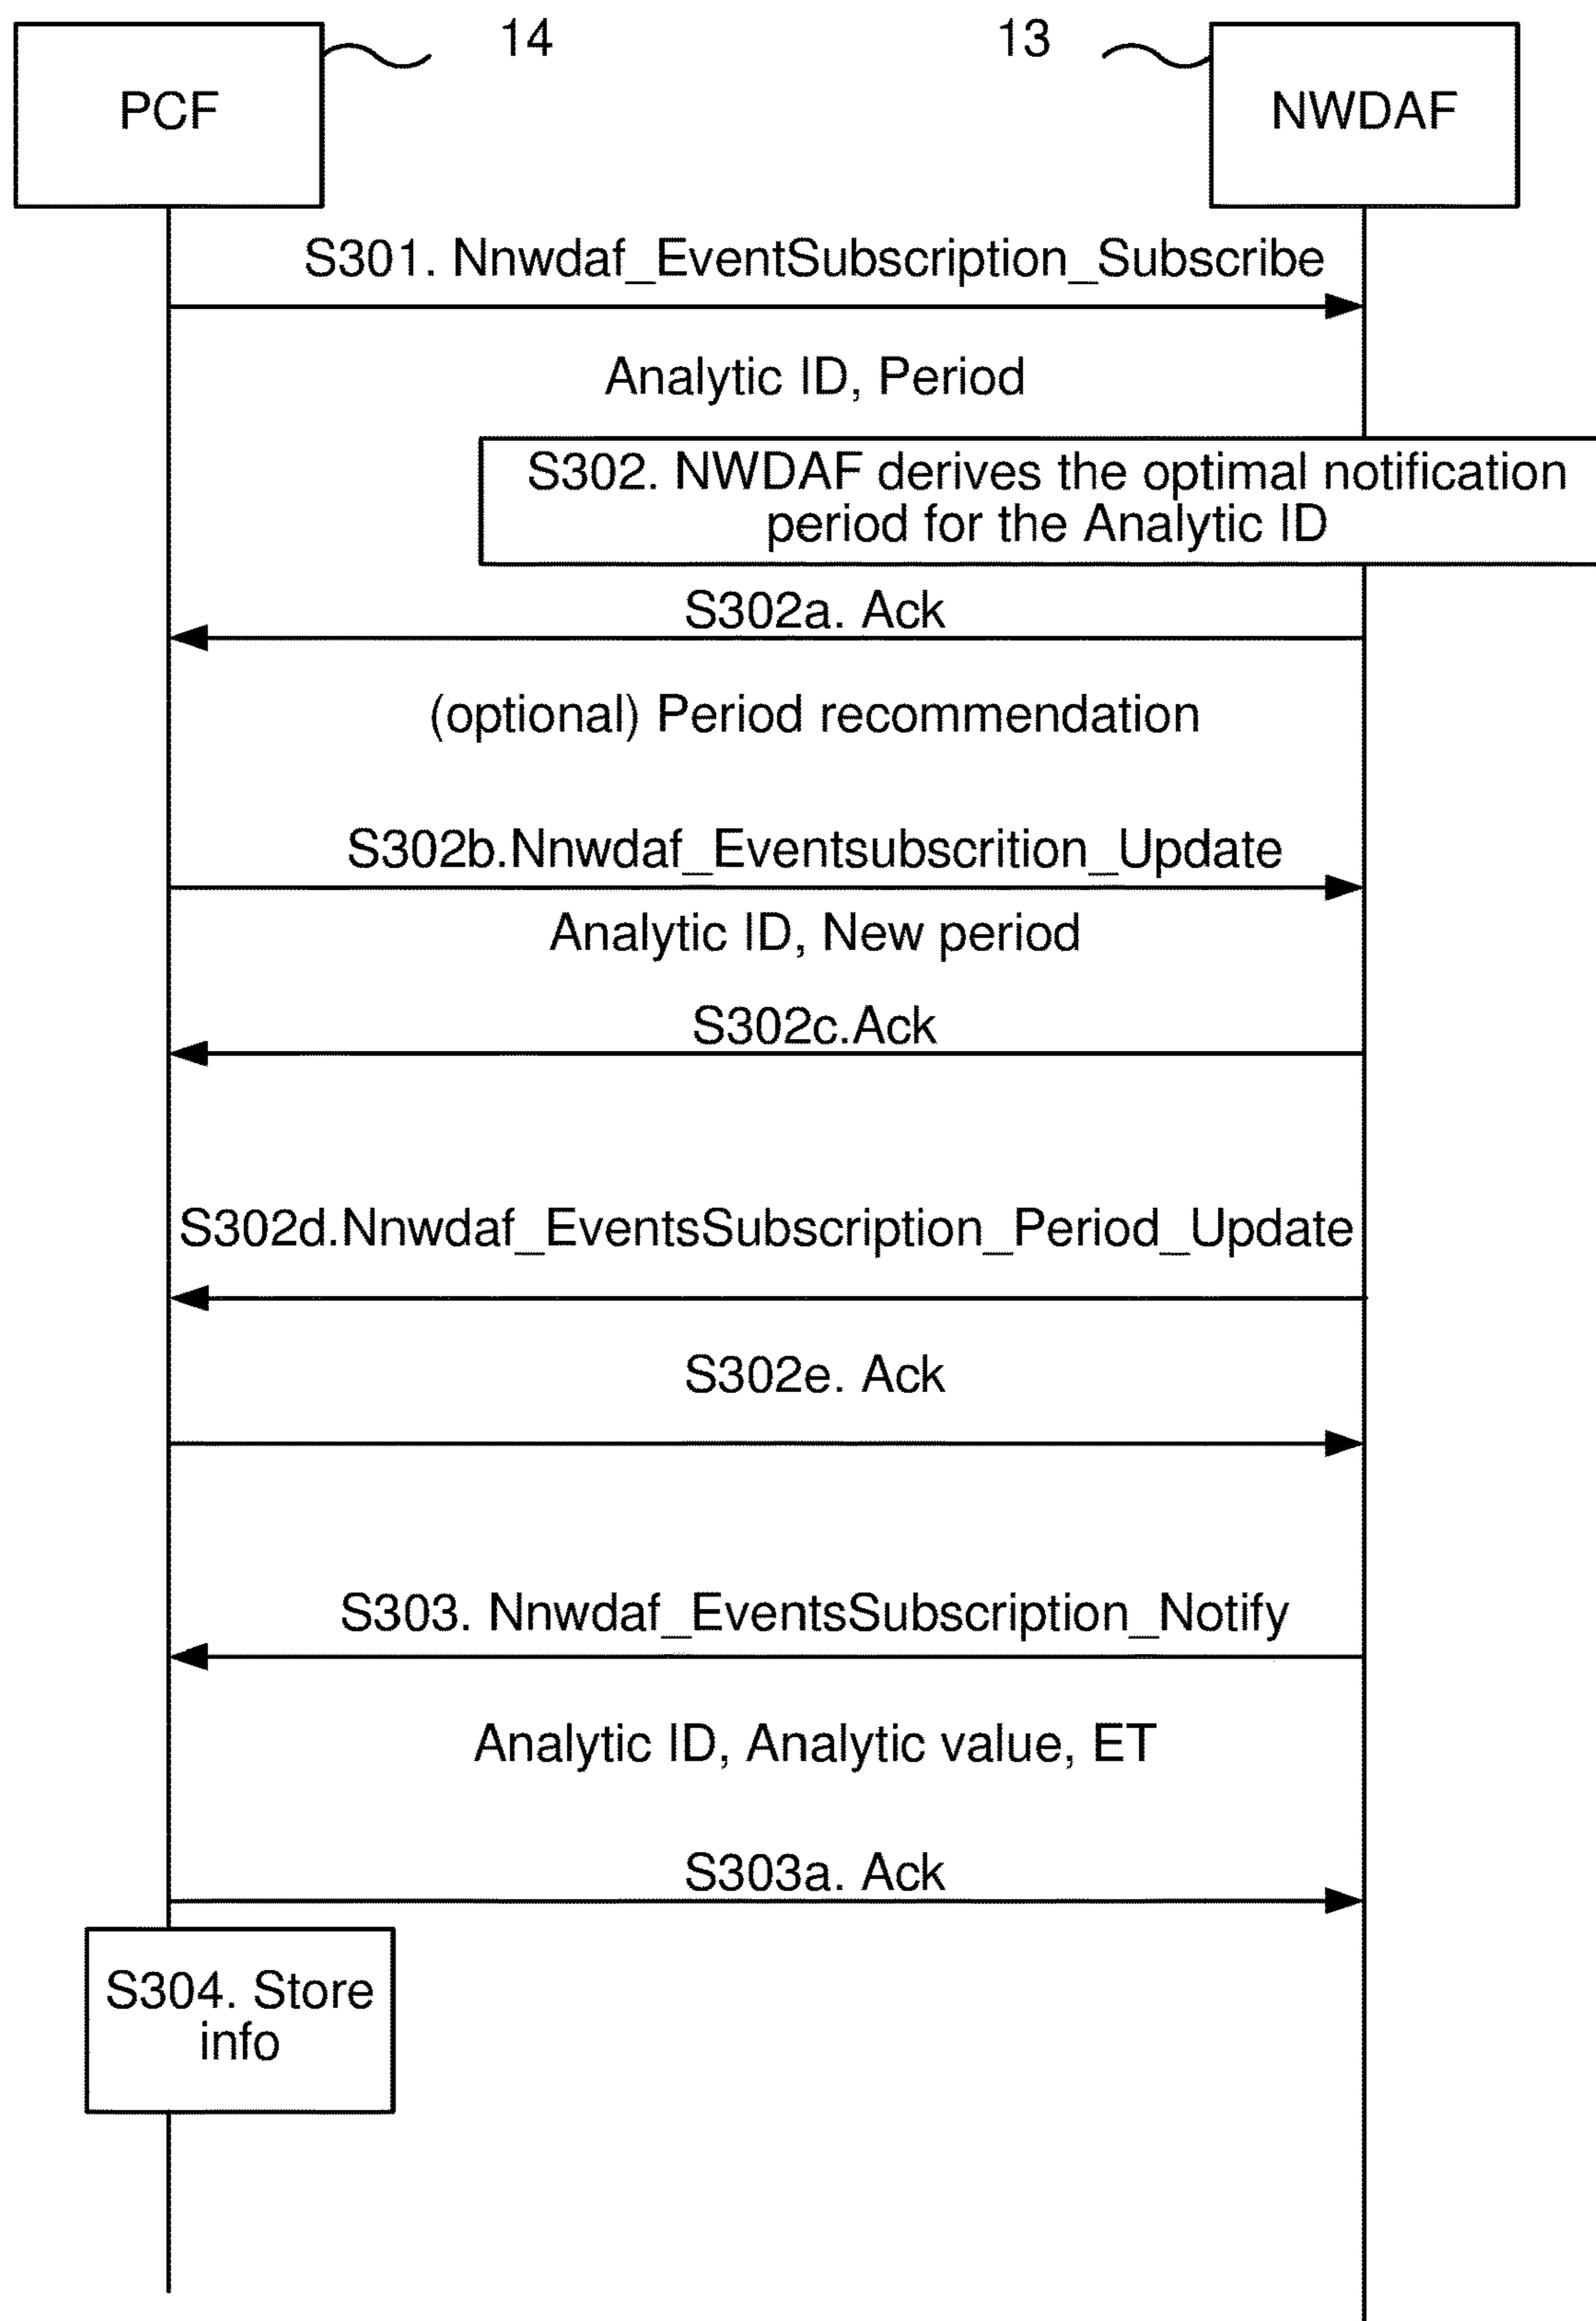 14
13
PCF
NWDAF
S301. Nnwdaf_EventSubscription_Subscribe
Analytic ID, Period
S302. NWDAF derives the optimal notification
period for the Analytic ID
S302a. Ack
(optional) Period recommendation
S302b.Nnwdaf_Eventsubscrition_Update
Analytic ID, New period
S302c.Ack
S302d.Nnwdaf_EventsSubscription_Period_Update
S302e. Ack
S303. Nnwdaf_EventsSubscription_Notify
Analytic ID, Analytic value, ET
S303a. Ack
S304. Store
info